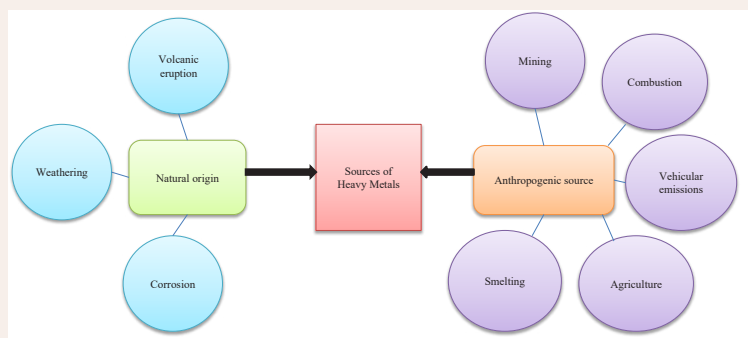 Volcanic
eruption
Weathering
Natural origin
Corrosion
Sources of
Heavy Metals
Mining
Combustion
Anthropogenic source
Vehicular
emissions
Smelting
Agriculture